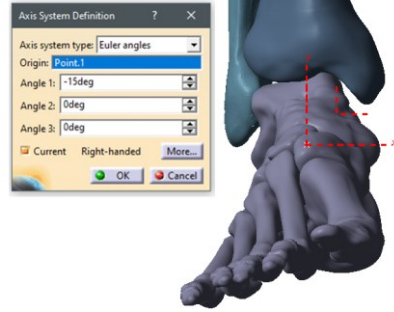 Axis System Definition ? ×
Axis system type: Euler angles
Origin: Point.1
Angle 1: -15deg
Angle 2: 0deg
Angle 3: 0deg
Current Right-handed More...
OK Cancel